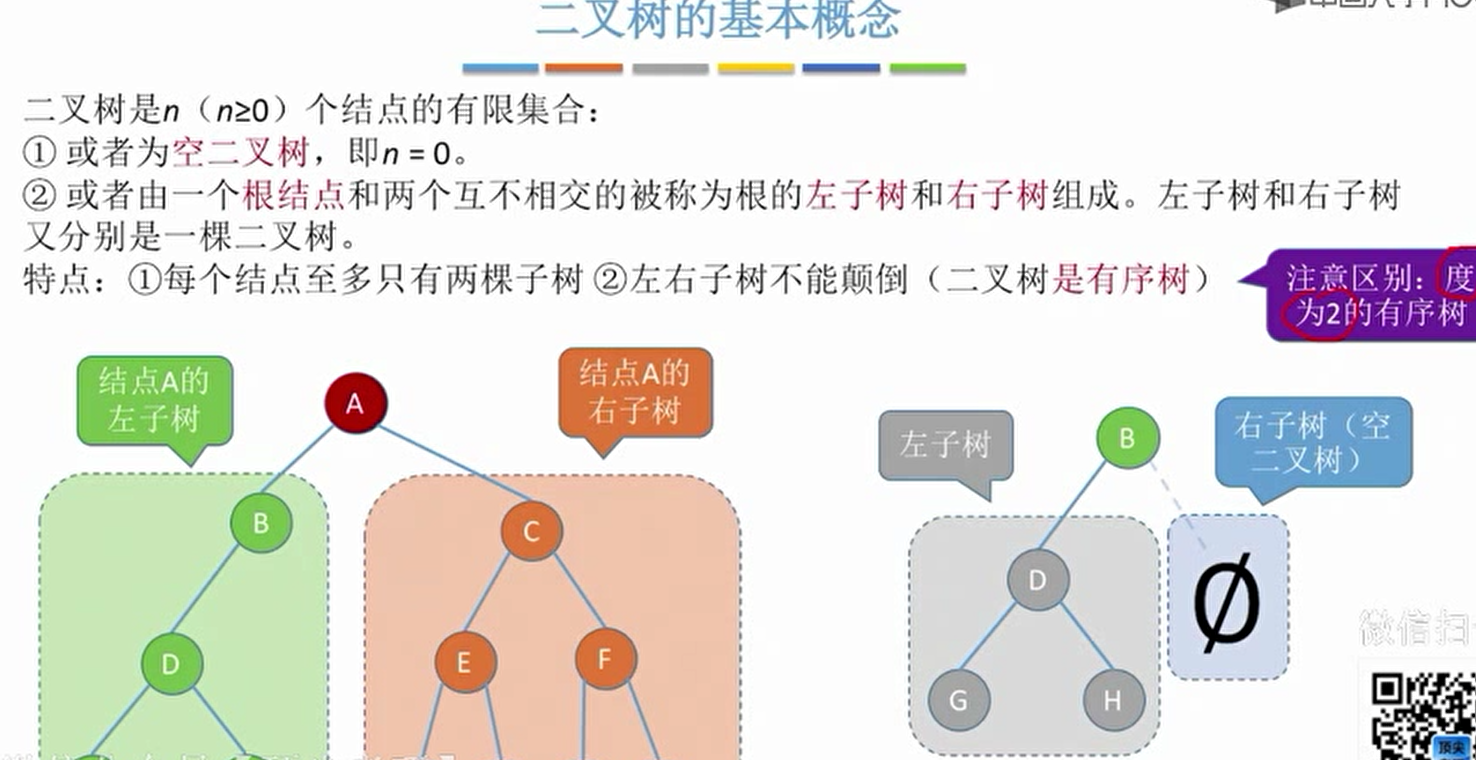 二叉树的基本概念
二叉树是n（n≥0）个结点的有限集合：
① 或者为空二叉树，即n = 0。
② 或者由一个根结点和两个互不相交的被称为根的左子树和右子树组成。左子树和右子树
又分别是一棵二叉树。
特点：①每个结点至多只有两棵子树 ②左右子树不能颠倒（二叉树是有序树）
注意区别：度
为2的有序树
结点A的
左子树
A
结点A的
右子树
B
C
D
E
F
左子树
B
右子树（空
二叉树）
D
Ø
G
H
微信扫
顶尖